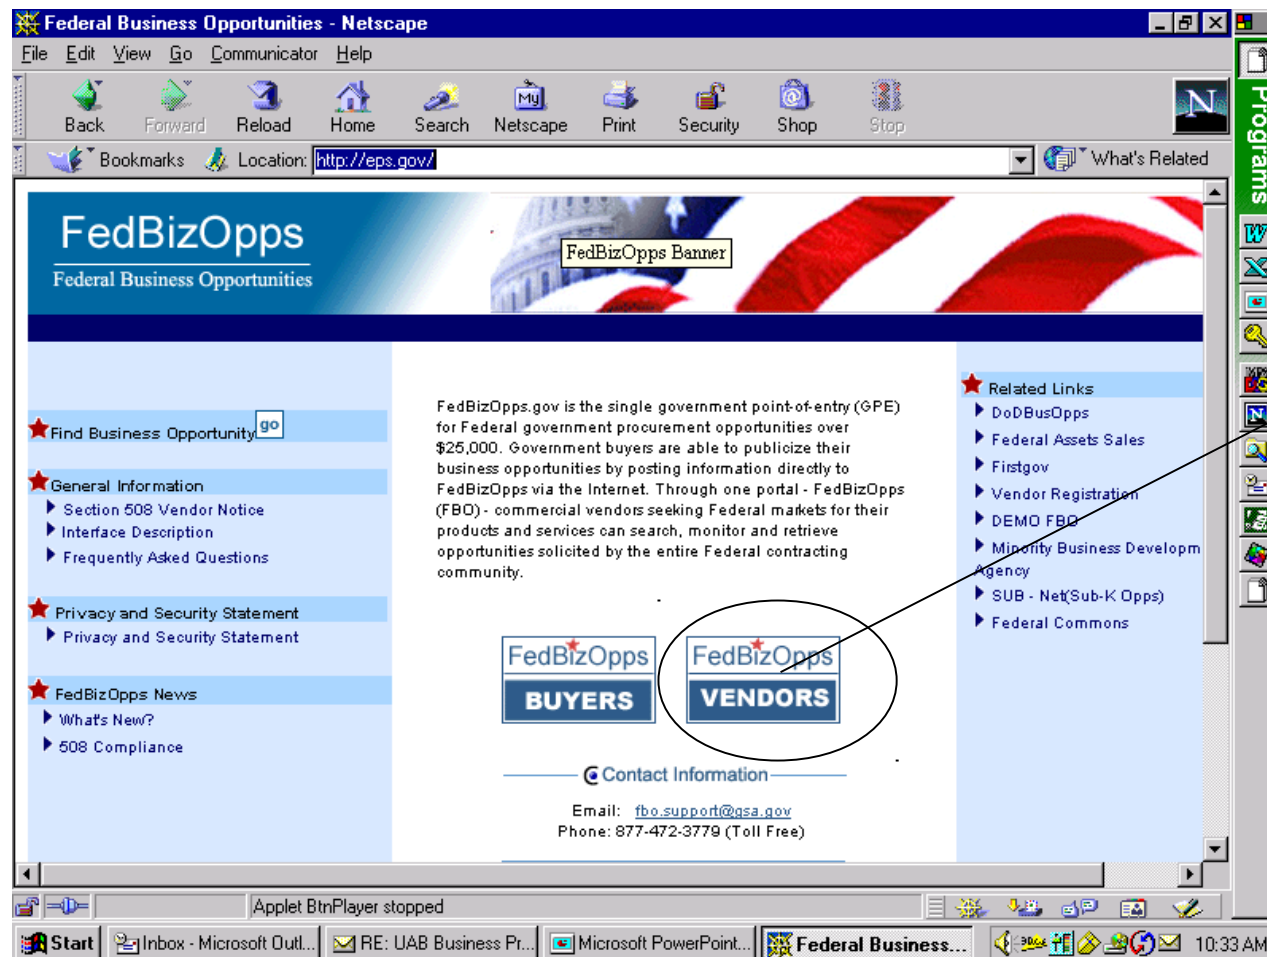 Federal Business Opportunities - Netscape
File Edit View Go Communicator Help
Back Forward Reload Home Search Netscape Print Security Shop Stop
My
N
Bookmarks Location: http://eps.gov/ What's Related
Programs
FedBizOpps
Federal Business Opportunities
FedBizOpps Banner
Find Business Opportunity go
General Information
Section 508 Vendor Notice
Interface Description
Frequently Asked Questions
Privacy and Security Statement
Privacy and Security Statement
FedBizOpps News
What's New?
508 Compliance
FedBizOpps.gov is the single government point-of-entry (GPE)
for Federal government procurement opportunities over
$25,000. Government buyers are able to publicize their
business opportunities by posting information directly to
FedBizOpps via the Internet. Through one portal - FedBizOpps
(FBO) - commercial vendors seeking Federal markets for their
products and services can search, monitor and retrieve
opportunities solicited by the entire Federal contracting
community.
FedBizOpps
BUYERS
FedBizOpps
VENDORS
Contact Information
Email: fbo.support@gsa.gov
Phone: 877-472-3779 (Toll Free)
Related Links
DoDBusOpps
Federal Assets Sales
Firstgov
Vendor Registration
DEMO FBO
Minority Business Developm
Agency
SUB - Net(Sub-K Opps)
Federal Commons
Applet BtnPlayer stopped
Start Inbox - Microsoft Outl... RE: UAB Business Pr... Microsoft PowerPoint... Federal Business... 10:33 AM